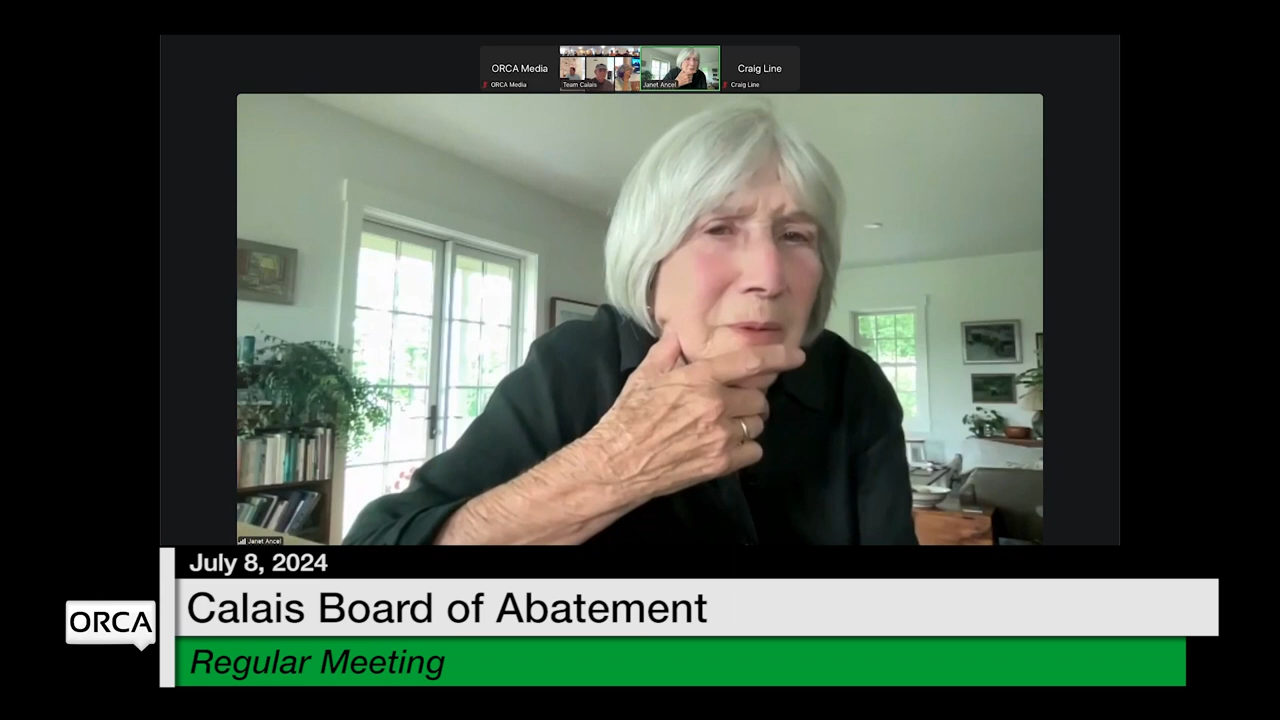 ORCA Media
Craig Line
ORCA Media
Team Calais
Janet Ancel
Craig Line
Janet Ancel
July 8, 2024
Calais Board of Abatement
ORCA
Regular Meeting